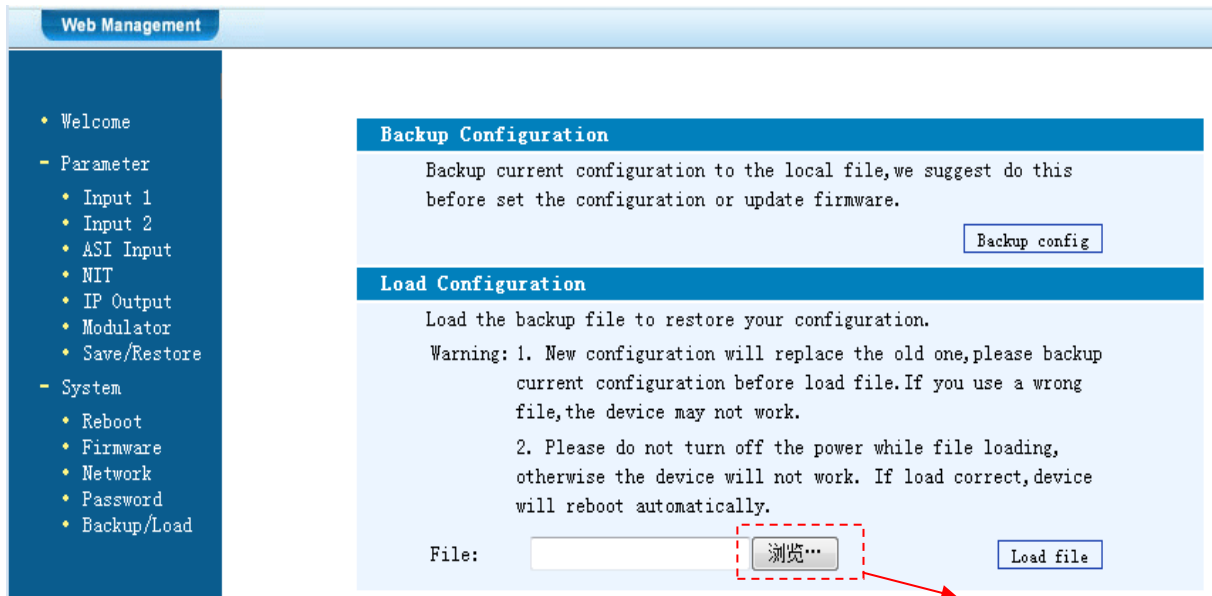 Web Management
• Welcome
- Parameter
• Input 1
• Input 2
• ASI Input
• NIT
• IP Output
• Modulator
• Save/Restore
- System
• Reboot
• Firmware
• Network
• Password
• Backup/Load
Backup Configuration
Backup current configuration to the local file,we suggest do this
before set the configuration or update firmware.
Backup config
Load Configuration
Load the backup file to restore your configuration.
Warning: 1. New configuration will replace the old one,please backup
current configuration before load file.If you use a wrong
file,the device may not work.
2. Please do not turn off the power while file loading,
otherwise the device will not work. If load correct,device
will reboot automatically.
File:
浏览…
Load file